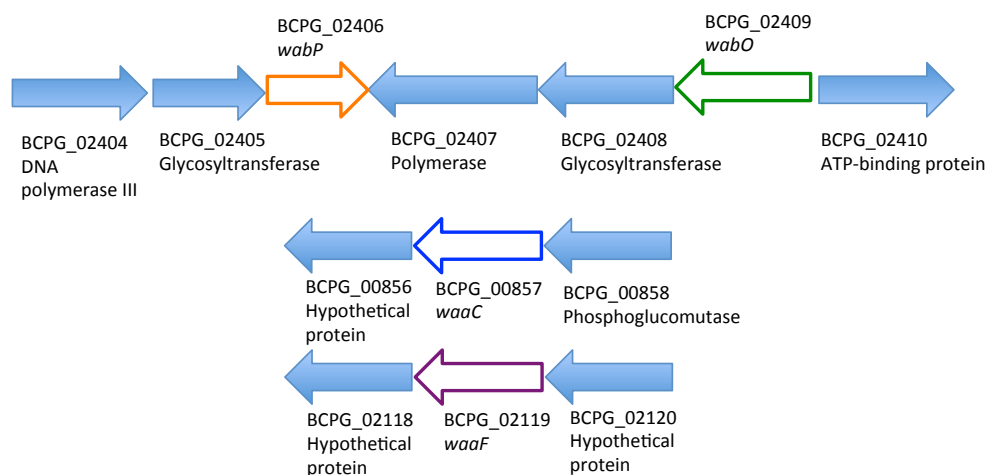 BCPG_02406
wabP
BCPG_02409
wabO
BCPG_02404
DNA
polymerase III
BCPG_02405
Glycosyltransferase
BCPG_02407
Polymerase
BCPG_02408
Glycosyltransferase
BCPG_02410
ATP-binding protein
BCPG_00856
Hypothetical
protein
BCPG_00857
waaC
BCPG_00858
Phosphoglucomutase
BCPG_02118
Hypothetical
protein
BCPG_02119
waaF
BCPG_02120
Hypothetical
protein